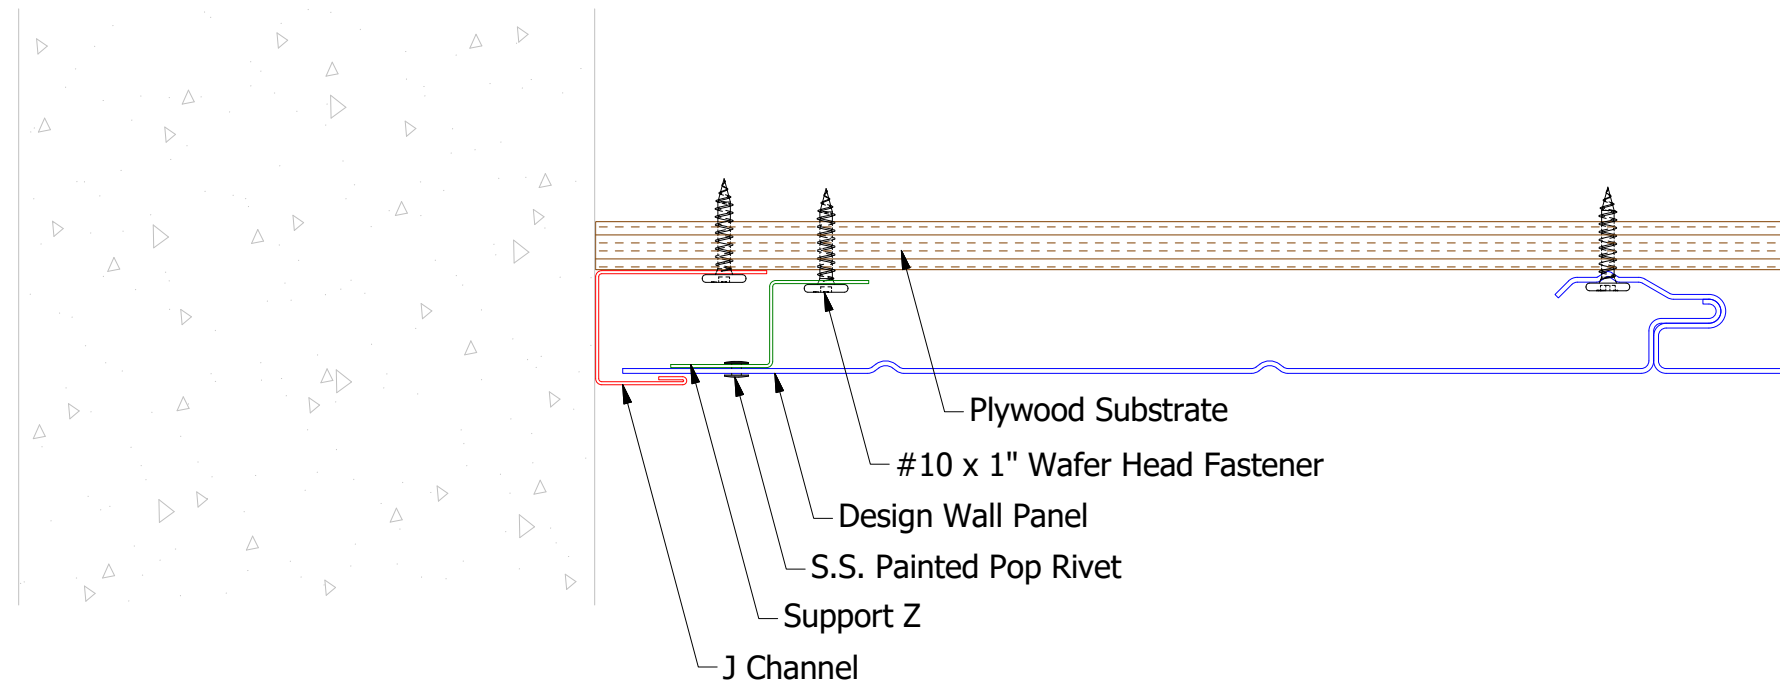 Plywood Substrate
#10 x 1" Wafer Head Fastener
Design Wall Panel
S.S. Painted Pop Rivet
Support Z
J Channel